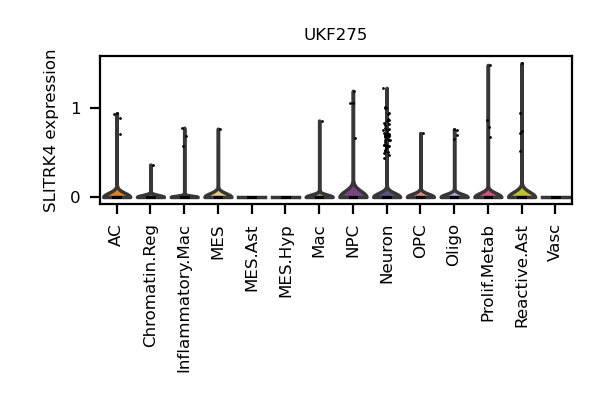 UKF275
SLITRK4 expression
1
0
AC
Chromatin.Reg
Inflammatory.Mac
MES
MES.Ast
MES.Hyp
Mac
NPC
Neuron
OPC
Oligo
Prolif.Metab
Reactive.Ast
Vasc